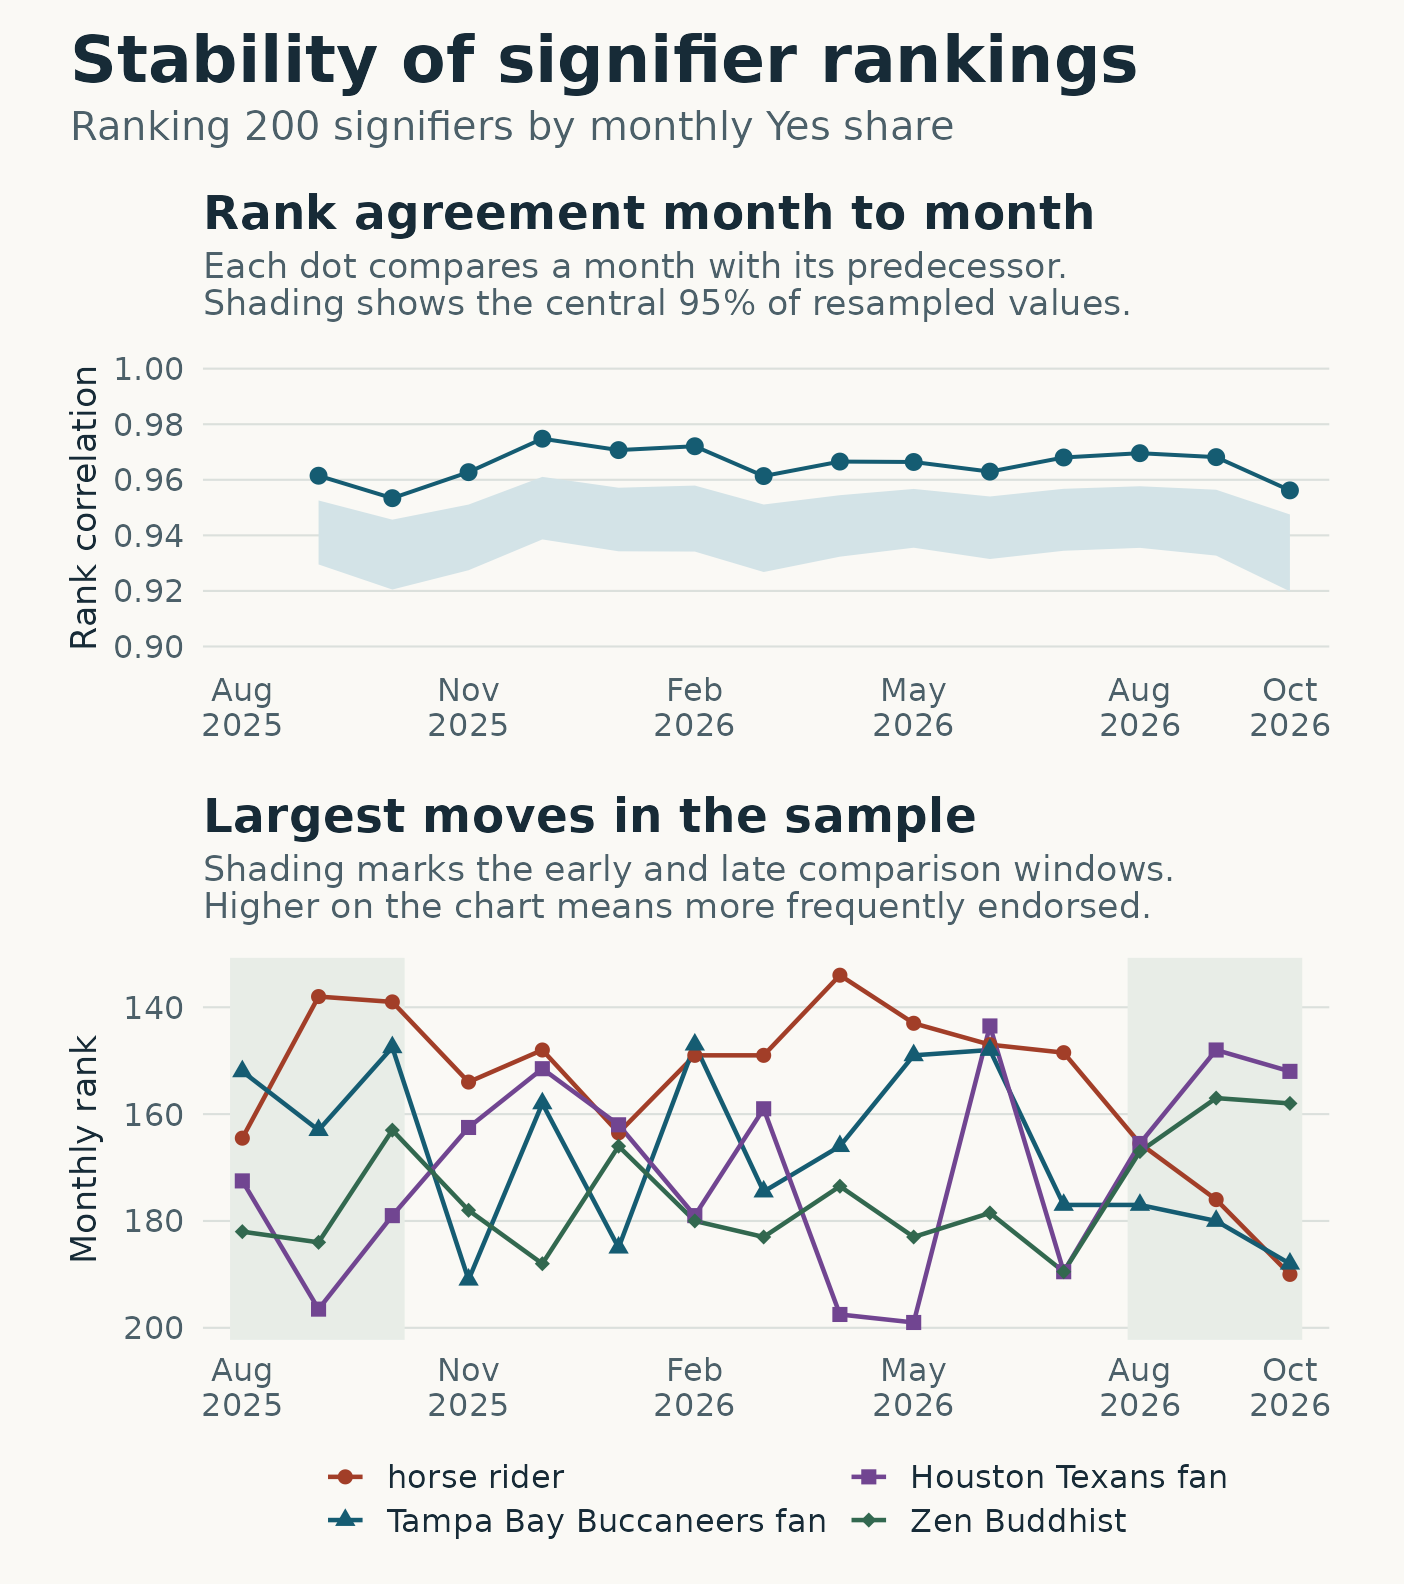 Stability of signifier rankings
Ranking 200 signifiers by monthly Yes share
Rank agreement month to month
Each dot compares a month with its predecessor.
Shading shows the central 95% of resampled values.
Rank correlation
1.00
0.98
0.96
0.94
0.92
0.90
Aug Nov Feb May Aug Oct
2025 2025 2026 2026 2026 2026
Largest moves in the sample
Shading marks the early and late comparison windows.
Higher on the chart means more frequently endorsed.
Monthly rank
140
160
180
200
Aug Nov Feb May Aug Oct
2025 2025 2026 2026 2026 2026
horse rider Houston Texans fan
Tampa Bay Buccaneers fan Zen Buddhist